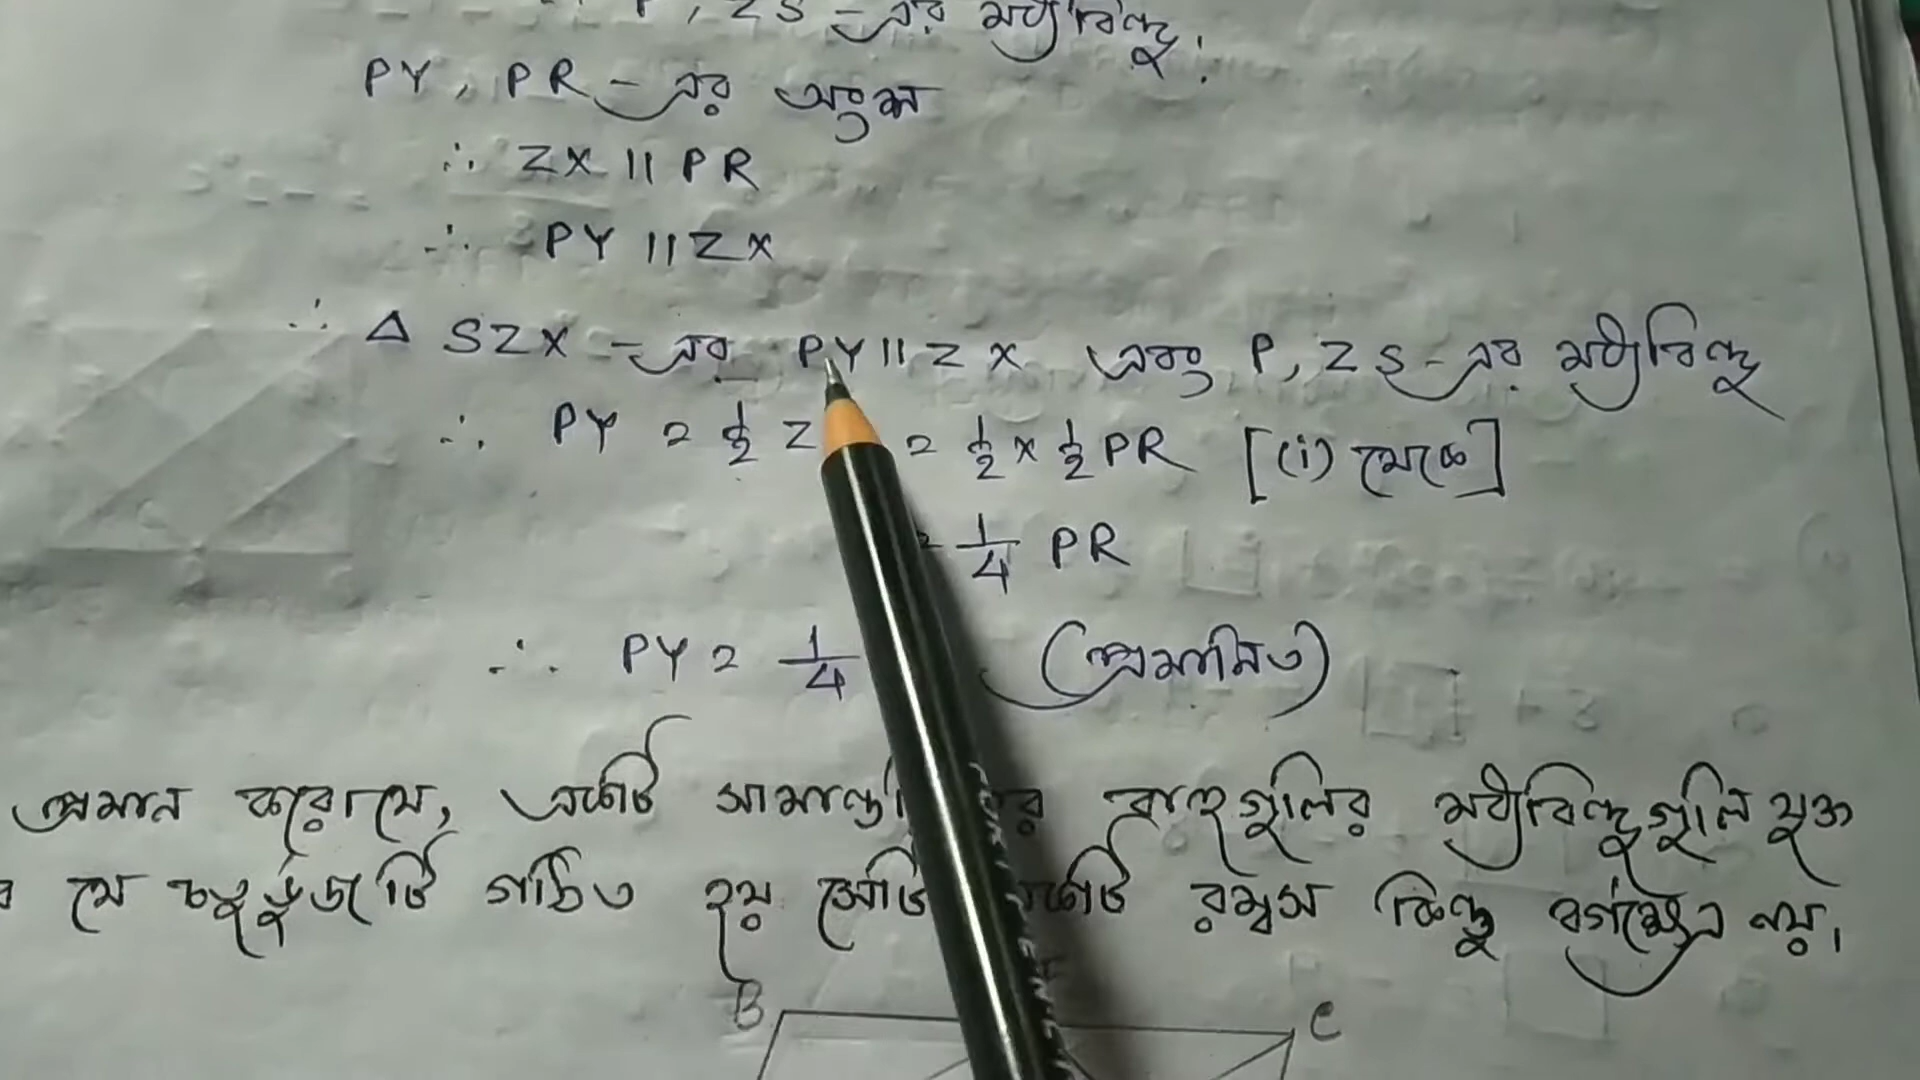 P, ZS-এর মধ্যবিন্দু।
PY, PR-এর অংশ
∴ ZX || PR
∴ PY || ZX
∴ Δ SZX-এর PY || ZX এবং P, ZS-এর মধ্যবিন্দু
∴ PY = 1/2 Z = 1/2 × 1/2 PR [(i) থেকে]
= 1/4 PR
∴ PY = 1/4 (প্রমাণিত)
প্রমাণ করো যে, একটি বাহুগুলির মধ্যবিন্দুগুলি যুক্ত
যে চতুর্ভুজটি গঠিত হয় সেটি একটি রম্বস কিন্তু বর্গক্ষেত্র নয়।
B C